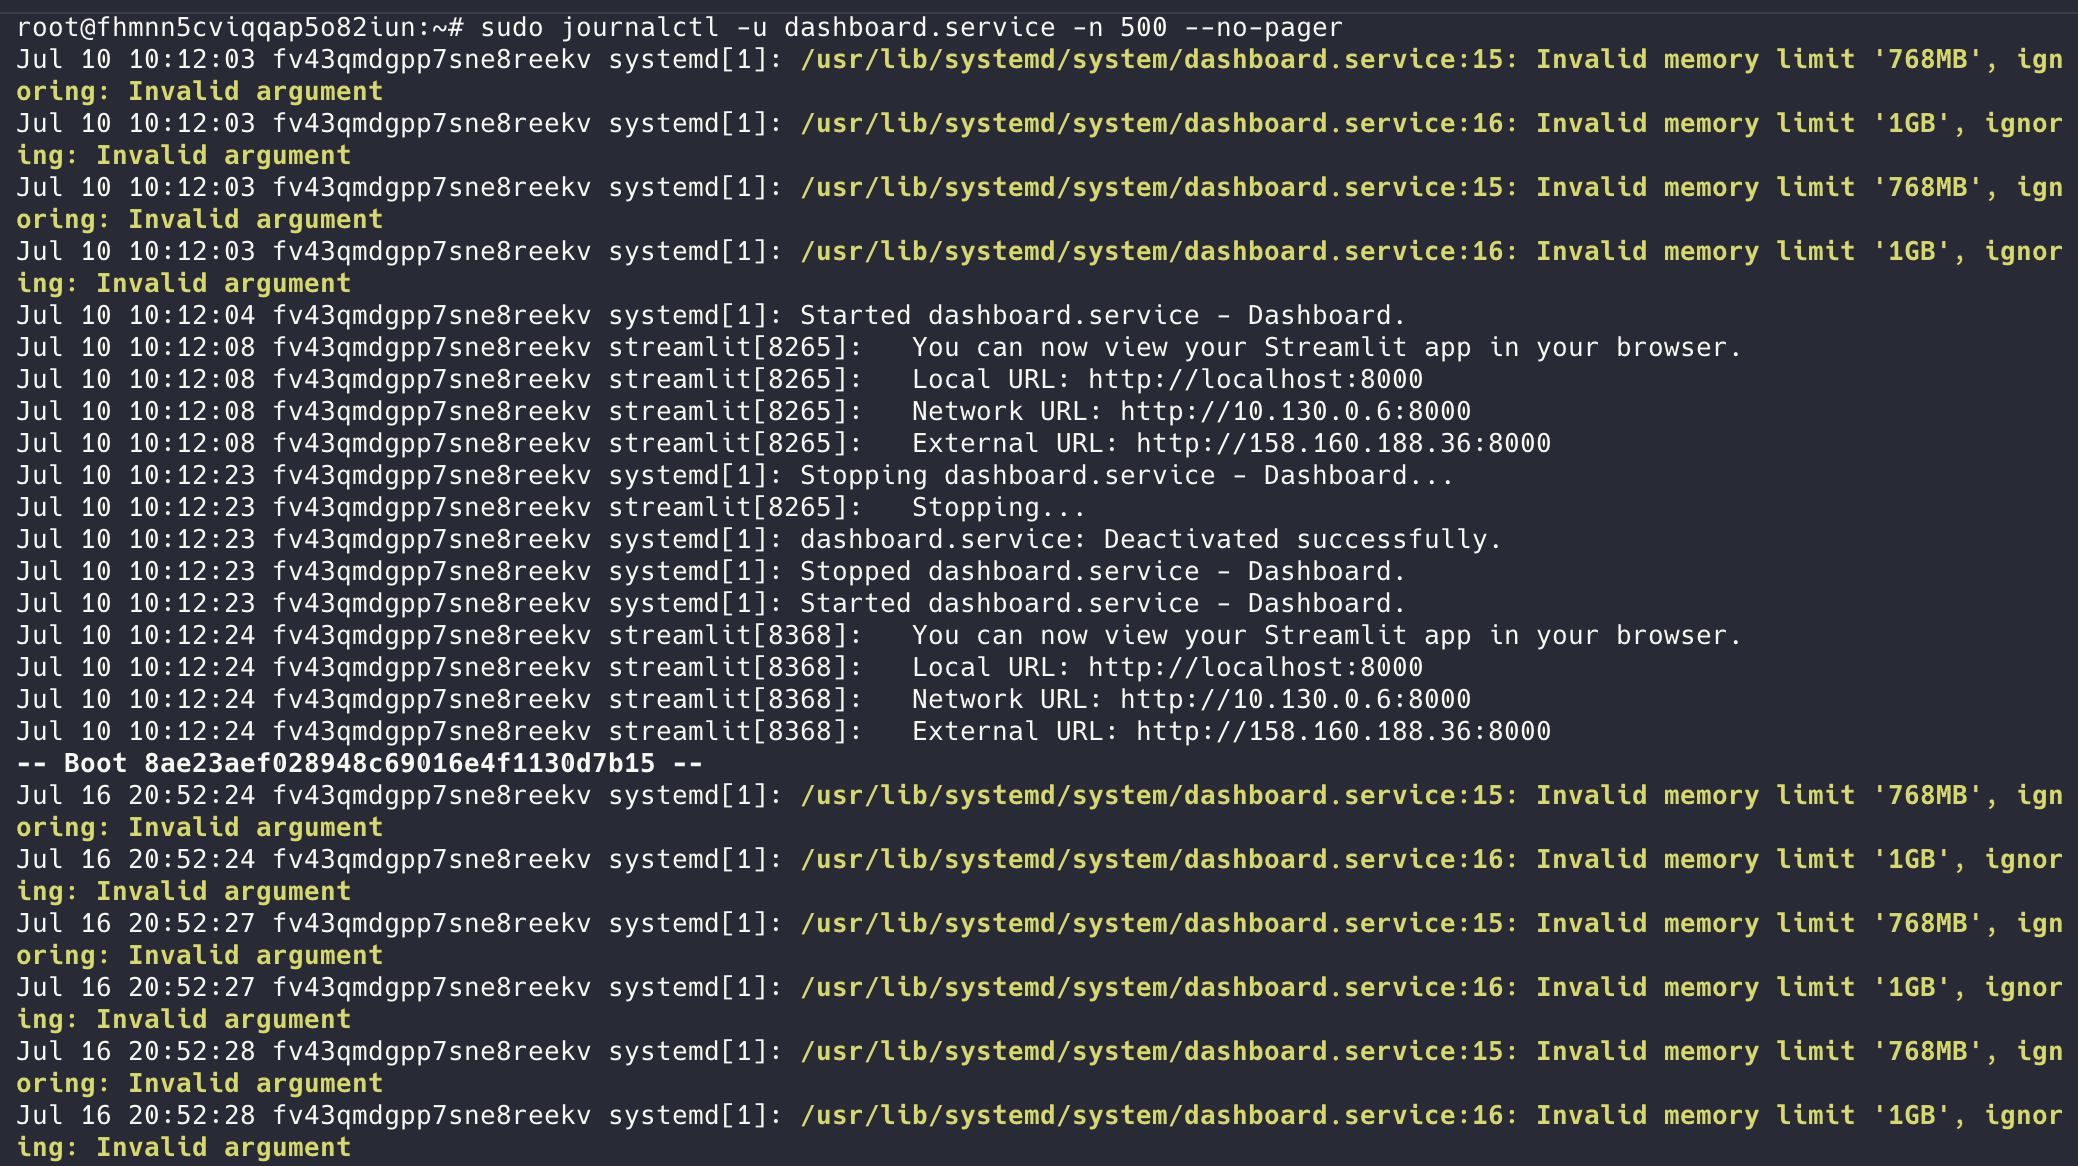 root@fhmnn5cviqqap5o82iun:~# sudo journalctl -u dashboard.service -n 500 --no-pager
Jul 10 10:12:03 fv43qmdgpp7sne8reekv systemd[1]: /usr/lib/systemd/system/dashboard.service:15: Invalid memory limit '768MB', ign
oring: Invalid argument
Jul 10 10:12:03 fv43qmdgpp7sne8reekv systemd[1]: /usr/lib/systemd/system/dashboard.service:16: Invalid memory limit '1GB', ignor
ing: Invalid argument
Jul 10 10:12:03 fv43qmdgpp7sne8reekv systemd[1]: /usr/lib/systemd/system/dashboard.service:15: Invalid memory limit '768MB', ign
oring: Invalid argument
Jul 10 10:12:03 fv43qmdgpp7sne8reekv systemd[1]: /usr/lib/systemd/system/dashboard.service:16: Invalid memory limit '1GB', ignor
ing: Invalid argument
Jul 10 10:12:04 fv43qmdgpp7sne8reekv systemd[1]: Started dashboard.service - Dashboard.
Jul 10 10:12:08 fv43qmdgpp7sne8reekv streamlit[8265]:   You can now view your Streamlit app in your browser.
Jul 10 10:12:08 fv43qmdgpp7sne8reekv streamlit[8265]:   Local URL: http://localhost:8000
Jul 10 10:12:08 fv43qmdgpp7sne8reekv streamlit[8265]:   Network URL: http://10.130.0.6:8000
Jul 10 10:12:08 fv43qmdgpp7sne8reekv streamlit[8265]:   External URL: http://158.160.188.36:8000
Jul 10 10:12:23 fv43qmdgpp7sne8reekv systemd[1]: Stopping dashboard.service - Dashboard...
Jul 10 10:12:23 fv43qmdgpp7sne8reekv streamlit[8265]:   Stopping...
Jul 10 10:12:23 fv43qmdgpp7sne8reekv systemd[1]: dashboard.service: Deactivated successfully.
Jul 10 10:12:23 fv43qmdgpp7sne8reekv systemd[1]: Stopped dashboard.service - Dashboard.
Jul 10 10:12:23 fv43qmdgpp7sne8reekv systemd[1]: Started dashboard.service - Dashboard.
Jul 10 10:12:24 fv43qmdgpp7sne8reekv streamlit[8368]:   You can now view your Streamlit app in your browser.
Jul 10 10:12:24 fv43qmdgpp7sne8reekv streamlit[8368]:   Local URL: http://localhost:8000
Jul 10 10:12:24 fv43qmdgpp7sne8reekv streamlit[8368]:   Network URL: http://10.130.0.6:8000
Jul 10 10:12:24 fv43qmdgpp7sne8reekv streamlit[8368]:   External URL: http://158.160.188.36:8000
-- Boot 8ae23aef028948c69016e4f1130d7b15 --
Jul 16 20:52:24 fv43qmdgpp7sne8reekv systemd[1]: /usr/lib/systemd/system/dashboard.service:15: Invalid memory limit '768MB', ign
oring: Invalid argument
Jul 16 20:52:24 fv43qmdgpp7sne8reekv systemd[1]: /usr/lib/systemd/system/dashboard.service:16: Invalid memory limit '1GB', ignor
ing: Invalid argument
Jul 16 20:52:27 fv43qmdgpp7sne8reekv systemd[1]: /usr/lib/systemd/system/dashboard.service:15: Invalid memory limit '768MB', ign
oring: Invalid argument
Jul 16 20:52:27 fv43qmdgpp7sne8reekv systemd[1]: /usr/lib/systemd/system/dashboard.service:16: Invalid memory limit '1GB', ignor
ing: Invalid argument
Jul 16 20:52:28 fv43qmdgpp7sne8reekv systemd[1]: /usr/lib/systemd/system/dashboard.service:15: Invalid memory limit '768MB', ign
oring: Invalid argument
Jul 16 20:52:28 fv43qmdgpp7sne8reekv systemd[1]: /usr/lib/systemd/system/dashboard.service:16: Invalid memory limit '1GB', ignor
ing: Invalid argument